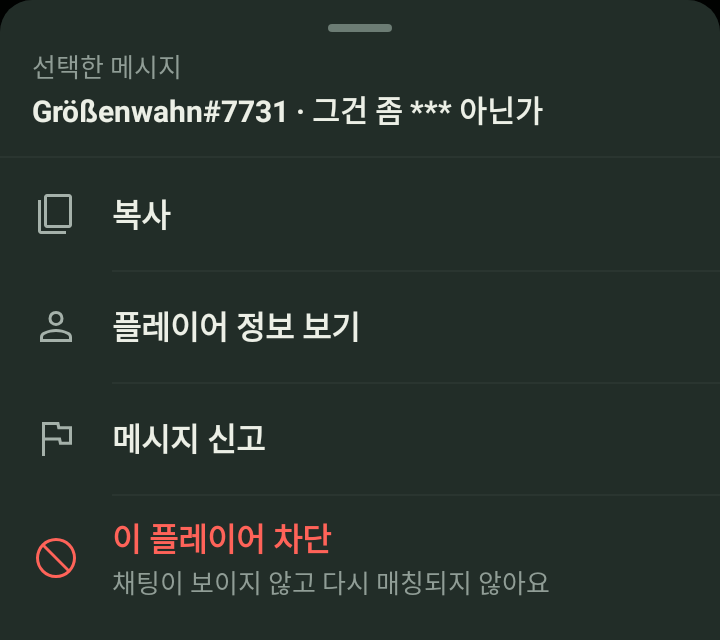 선택한 메시지
Größenwahn#7731 · 그건 좀 *** 아닌가
복사
플레이어 정보 보기
메시지 신고
이 플레이어 차단
채팅이 보이지 않고 다시 매칭되지 않아요